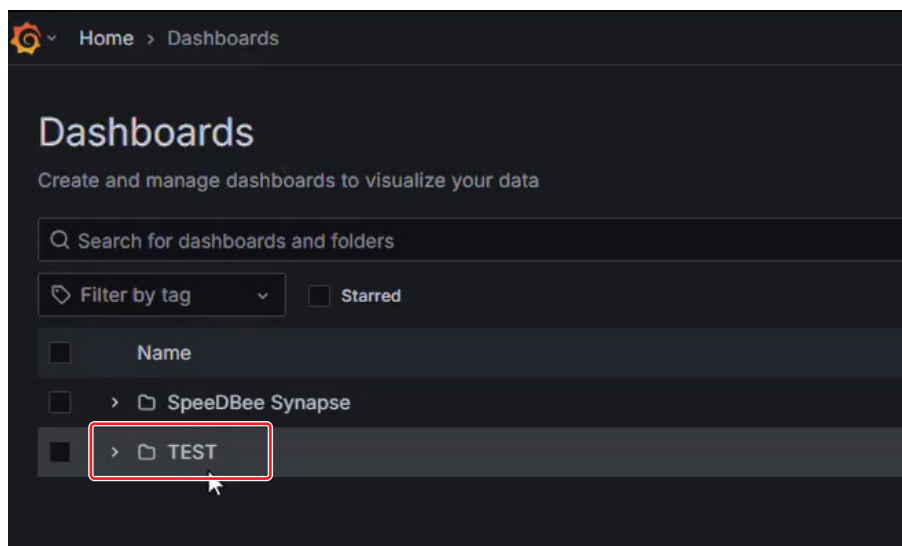 Home > Dashboards
Dashboards
Create and manage dashboards to visualize your data
Search for dashboards and folders
Filter by tag Starred
Name
SpeeDBee Synapse
TEST